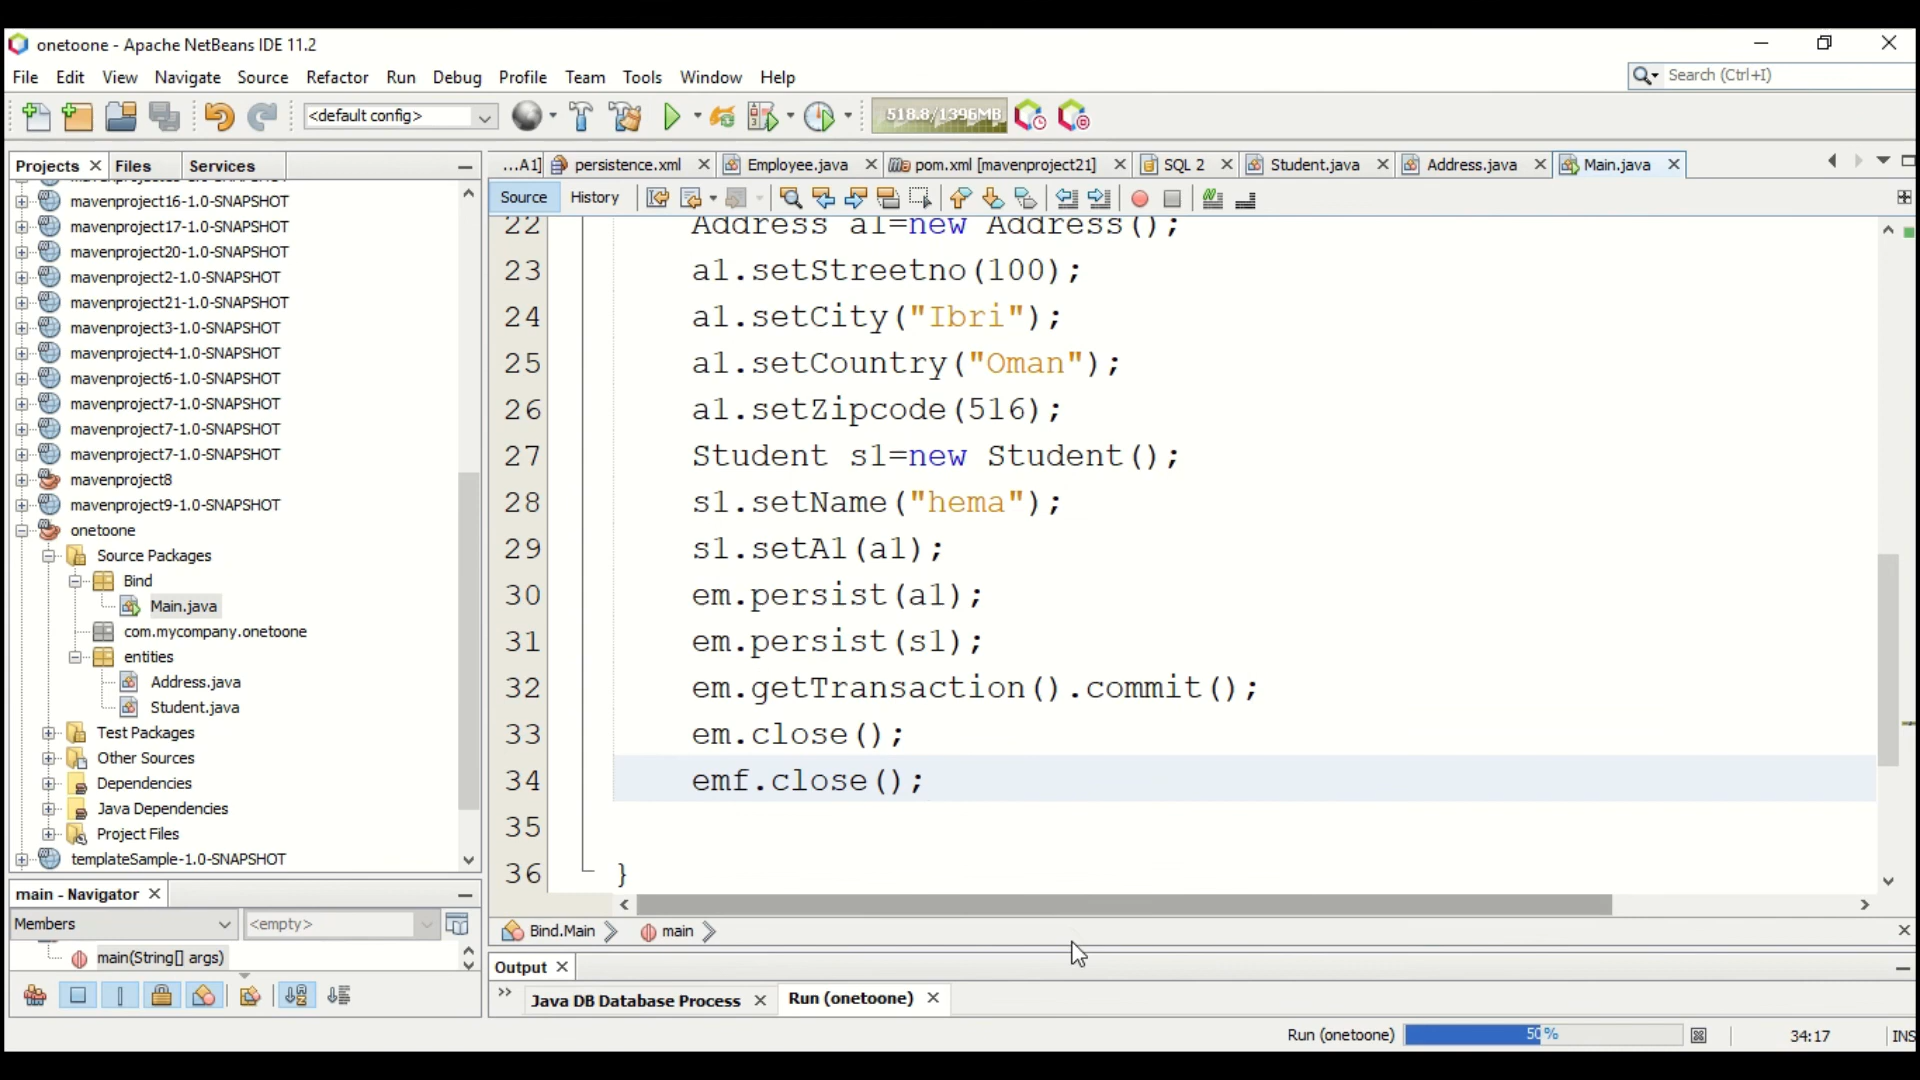 onetoone - Apache NetBeans IDE 11.2
File Edit View Navigate Source Refactor Run Debug Profile Team Tools Window Help
Search (Ctrl+I)
<default config>
518.8/1396MB
Projects Files Services
...A1] persistence.xml Employee.java pom.xml [mavenproject21] SQL 2 Student.java Address.java Main.java
Source History
mavenproject16-1.0-SNAPSHOT
mavenproject17-1.0-SNAPSHOT
mavenproject20-1.0-SNAPSHOT
mavenproject2-1.0-SNAPSHOT
mavenproject21-1.0-SNAPSHOT
mavenproject3-1.0-SNAPSHOT
mavenproject4-1.0-SNAPSHOT
mavenproject6-1.0-SNAPSHOT
mavenproject7-1.0-SNAPSHOT
mavenproject7-1.0-SNAPSHOT
mavenproject7-1.0-SNAPSHOT
mavenproject8
mavenproject9-1.0-SNAPSHOT
onetoone
Source Packages
Bind
Main.java
com.mycompany.onetoone
entities
Address.java
Student.java
Test Packages
Other Sources
Dependencies
Java Dependencies
Project Files
templateSample-1.0-SNAPSHOT
22 Address a1=new Address();
23 a1.setStreetno(100);
24 a1.setCity("Ibri");
25 a1.setCountry("Oman");
26 a1.setZipcode(516);
27 Student s1=new Student();
28 s1.setName("hema");
29 s1.setA1(a1);
30 em.persist(a1);
31 em.persist(s1);
32 em.getTransaction().commit();
33 em.close();
34 emf.close();
35
36 }
main - Navigator
Members <empty>
main(String[] args)
Bind.Main main
Output
Java DB Database Process Run (onetoone)
Run (onetoone) 50% 34:17 INS